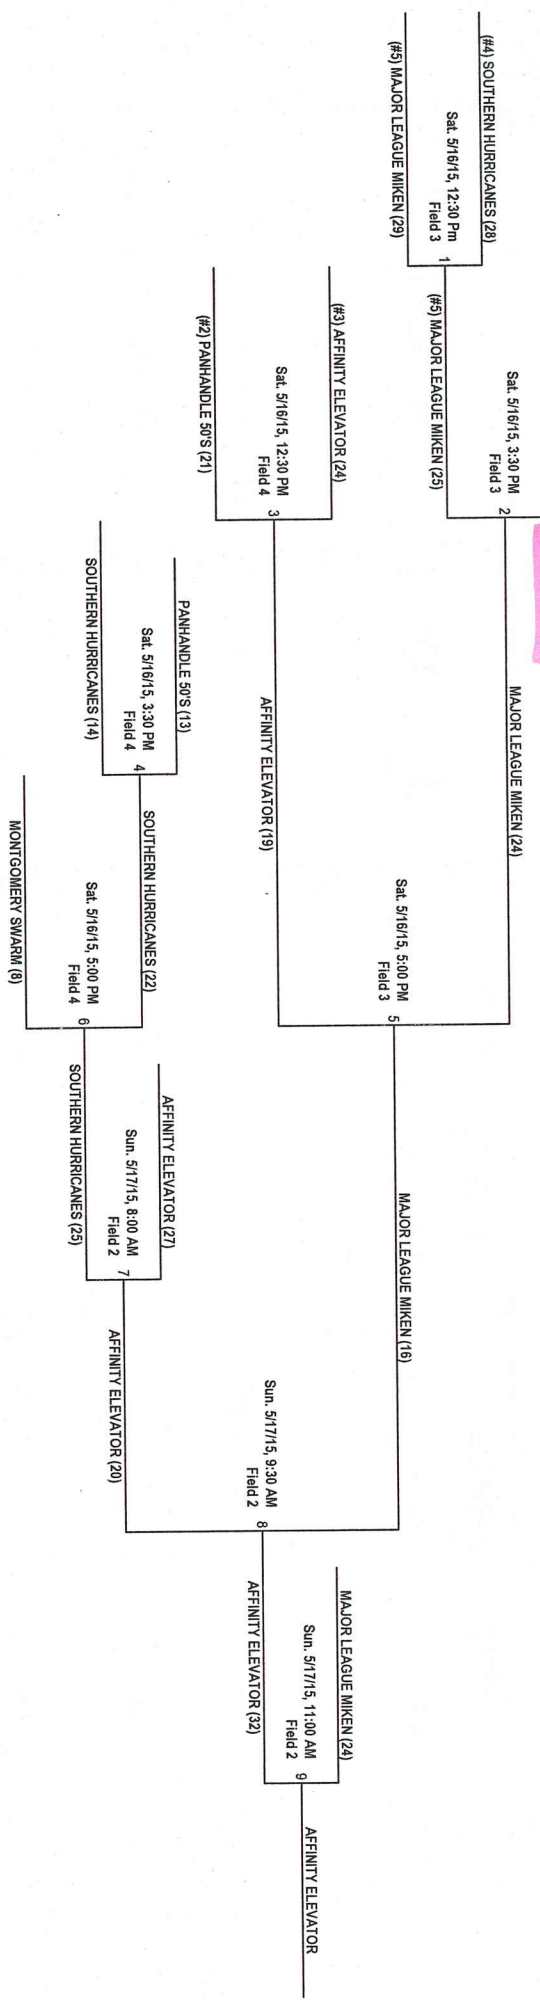 (#4) SOUTHERN HURRICANES (28)
Sat. 5/16/15, 12:30 Pm
Field 3
1
(#5) MAJOR LEAGUE MIKEN (29)
Sat. 5/16/15, 3:30 PM
Field 3
2
(#5) MAJOR LEAGUE MIKEN (25)
(#3) AFFINITY ELEVATOR (24)
Sat. 5/16/15, 12:30 PM
Field 4
3
(#2) PANHANDLE 50'S (21)
MAJOR LEAGUE MIKEN (24)
Sat. 5/16/15, 5:00 PM
Field 3
5
AFFINITY ELEVATOR (19)
PANHANDLE 50'S (13)
Sat. 5/16/15, 3:30 PM
Field 4
4
SOUTHERN HURRICANES (14)
SOUTHERN HURRICANES (22)
Sat. 5/16/15, 5:00 PM
Field 4
6
MONTGOMERY SWARM (8)
MAJOR LEAGUE MIKEN (16)
AFFINITY ELEVATOR (27)
Sun. 5/17/15, 8:00 AM
Field 2
7
SOUTHERN HURRICANES (25)
Sun. 5/17/15, 9:30 AM
Field 2
8
AFFINITY ELEVATOR (20)
MAJOR LEAGUE MIKEN (24)
Sun. 5/17/15, 11:00 AM
Field 2
9
AFFINITY ELEVATOR (32)
AFFINITY ELEVATOR